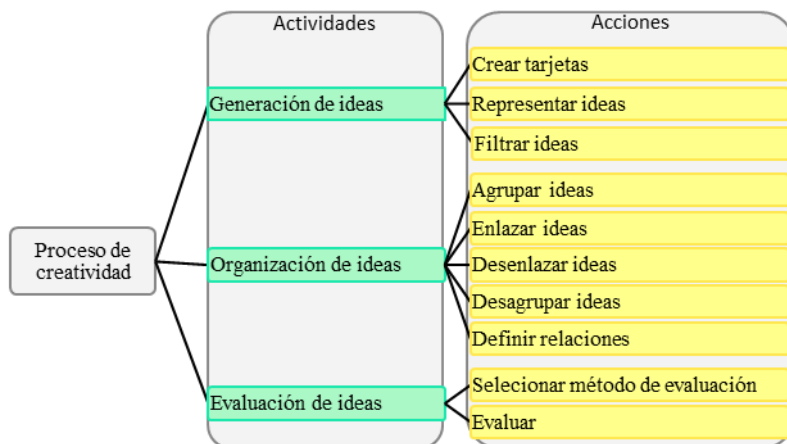 Actividades
Acciones
Proceso de
creatividad
Generación de ideas
Crear tarjetas
Representar ideas
Filtrar ideas
Organización de ideas
Agrupar ideas
Enlazar ideas
Desenlazar ideas
Desagrupar ideas
Definir relaciones
Evaluación de ideas
Selecionar método de evaluación
Evaluar